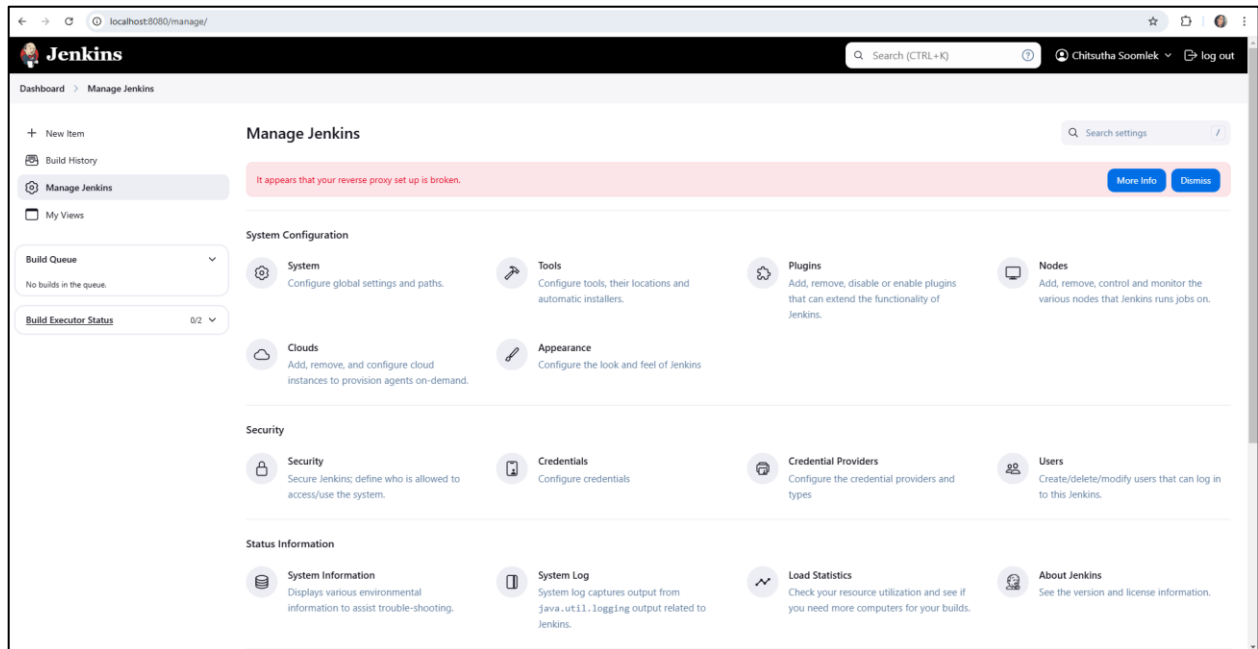 localhost:8080/manage/
Jenkins
Search (CTRL+K)
?
Chitsutha Soomlek
log out
Dashboard > Manage Jenkins
+ New Item
Build History
Manage Jenkins
My Views
Build Queue
No builds in the queue.
Build Executor Status 0/2
Manage Jenkins
Search settings /
It appears that your reverse proxy set up is broken.
More Info
Dismiss
System Configuration
System
Configure global settings and paths.
Tools
Configure tools, their locations and
automatic installers.
Plugins
Add, remove, disable or enable plugins
that can extend the functionality of
Jenkins.
Nodes
Add, remove, control and monitor the
various nodes that Jenkins runs jobs on.
Clouds
Add, remove, and configure cloud
instances to provision agents on-demand.
Appearance
Configure the look and feel of Jenkins
Security
Security
Secure Jenkins; define who is allowed to
access/use the system.
Credentials
Configure credentials
Credential Providers
Configure the credential providers and
types
Users
Create/delete/modify users that can log in
to this Jenkins.
Status Information
System Information
Displays various environmental
information to assist trouble-shooting.
System Log
System log captures output from
java.util.logging output related to
Jenkins.
Load Statistics
Check your resource utilization and see if
you need more computers for your builds.
About Jenkins
See the version and license information.